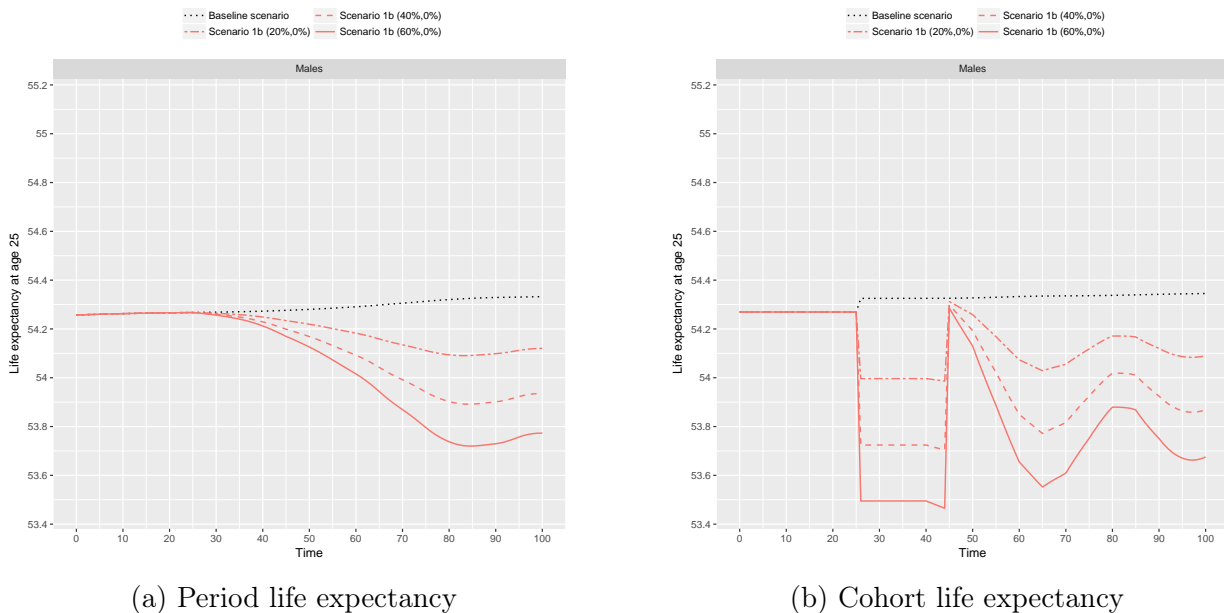 Baseline scenario
Scenario 1b (40%,0%)
Scenario 1b (20%,0%)
Scenario 1b (60%,0%)
Males
55.2
55
54.8
54.6
54.4
54.2
54
53.8
53.6
53.4
Life expectancy at age 25
0 10 20 30 40 50 60 70 80 90 100
Time
(a) Period life expectancy
Baseline scenario
Scenario 1b (40%,0%)
Scenario 1b (20%,0%)
Scenario 1b (60%,0%)
Males
55.2
55
54.8
54.6
54.4
54.2
54
53.8
53.6
53.4
Life expectancy at age 25
0 10 20 30 40 50 60 70 80 90 100
Time
(b) Cohort life expectancy